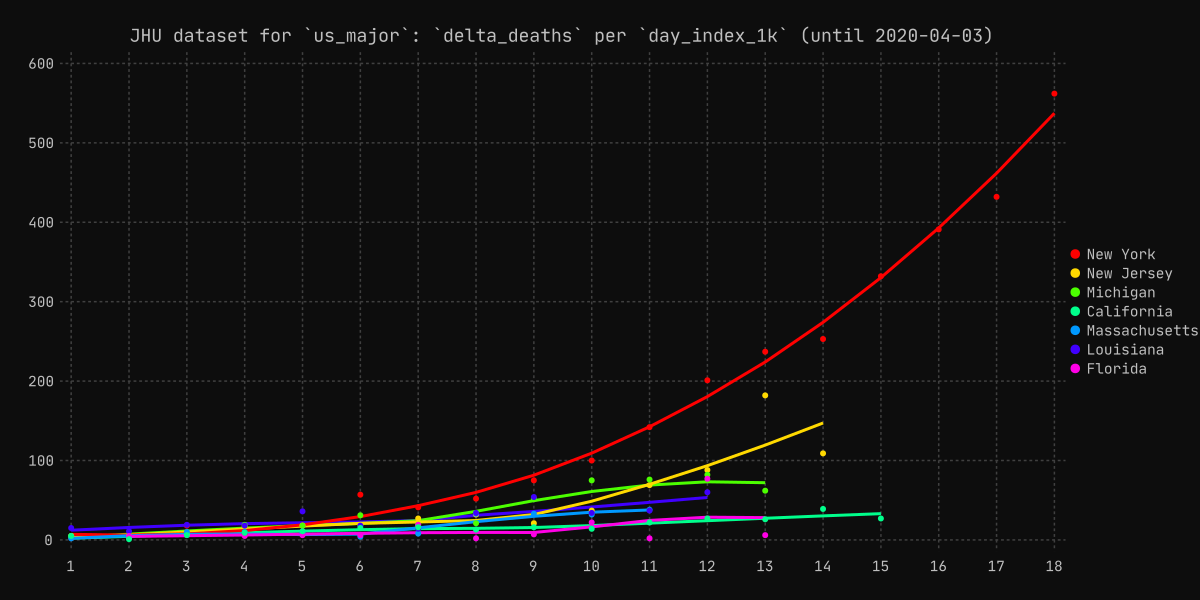 JHU dataset for `us_major`: `delta_deaths` per `day_index_1k` (until 2020-04-03)
600
500
400
300
200
100
0
1 2 3 4 5 6 7 8 9 10 11 12 13 14 15 16 17 18
New York
New Jersey
Michigan
California
Massachusetts
Louisiana
Florida